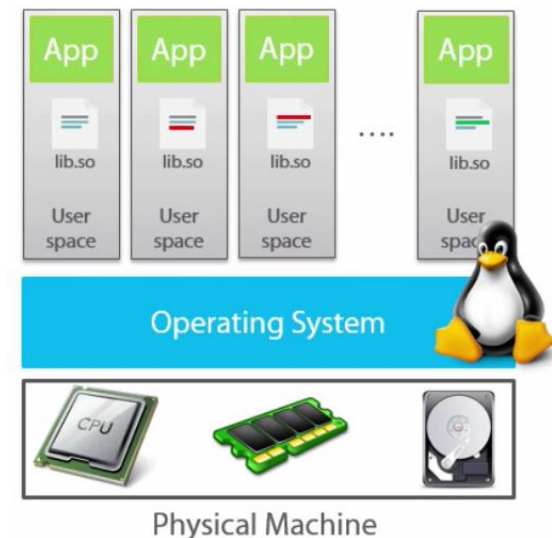 App App App App
lib.so lib.so lib.so .... lib.so
User User User User
space space space space
Operating System
CPU
Physical Machine